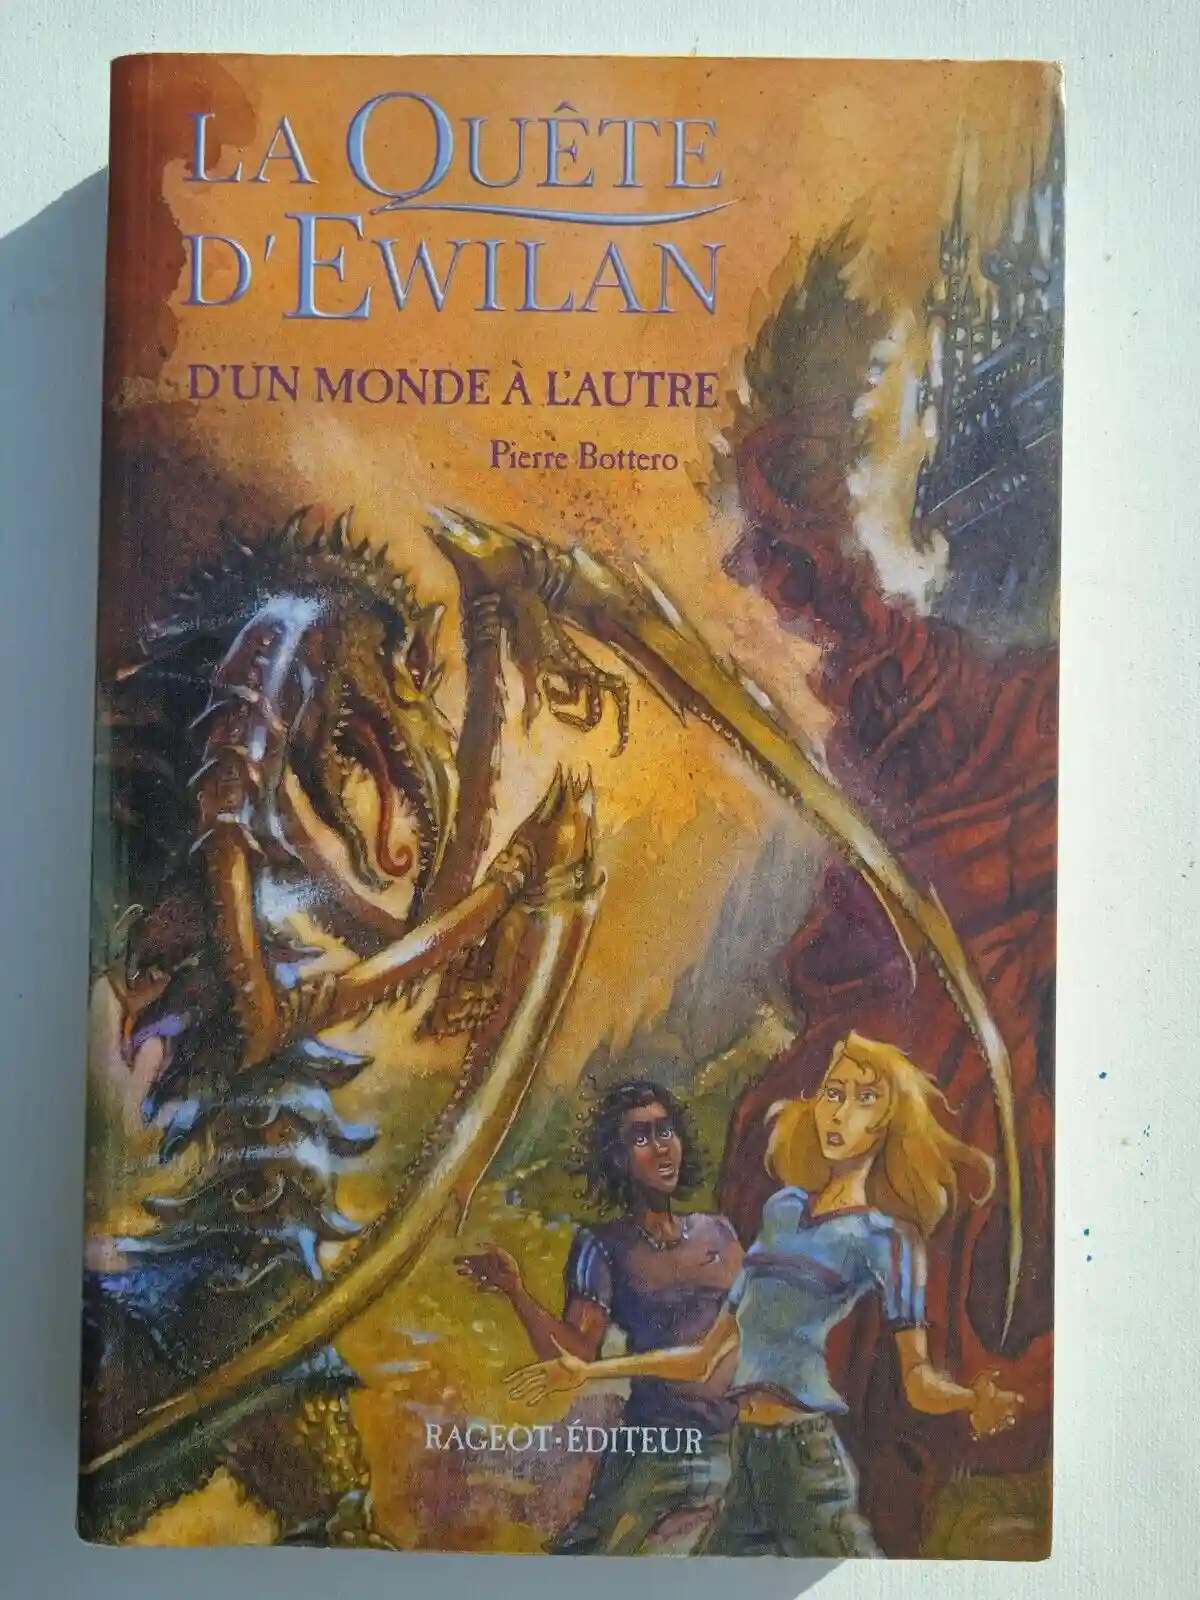 LA QUÊTE
D'EWILAN
D'UN MONDE À L'AUTRE
Pierre Bottero
RAGEOT·ÉDITEUR